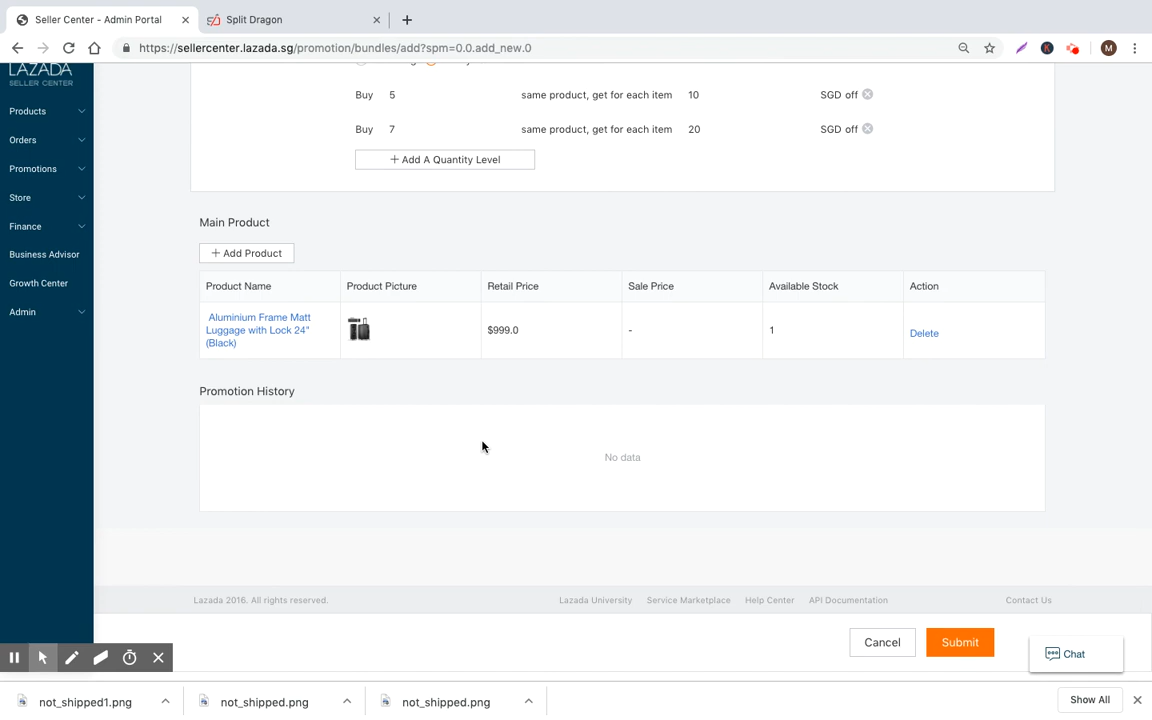 Seller Center - Admin Portal
Split Dragon
https://sellercenter.lazada.sg/promotion/bundles/add?spm=0.0.add_new.0
K
M
LAZADA
SELLER CENTER
Products
Orders
Promotions
Store
Finance
Business Advisor
Growth Center
Admin
Buy 5 same product, get for each item 10 SGD off
Buy 7 same product, get for each item 20 SGD off
+ Add A Quantity Level
Main Product
+ Add Product
Product Name Product Picture Retail Price Sale Price Available Stock Action
Aluminium Frame Matt
Luggage with Lock 24"
(Black)
$999.0 - 1 Delete
Promotion History
No data
Lazada 2016. All rights reserved. Lazada University Service Marketplace Help Center API Documentation Contact Us
Cancel Submit
Chat
not_shipped1.png not_shipped.png not_shipped.png Show All